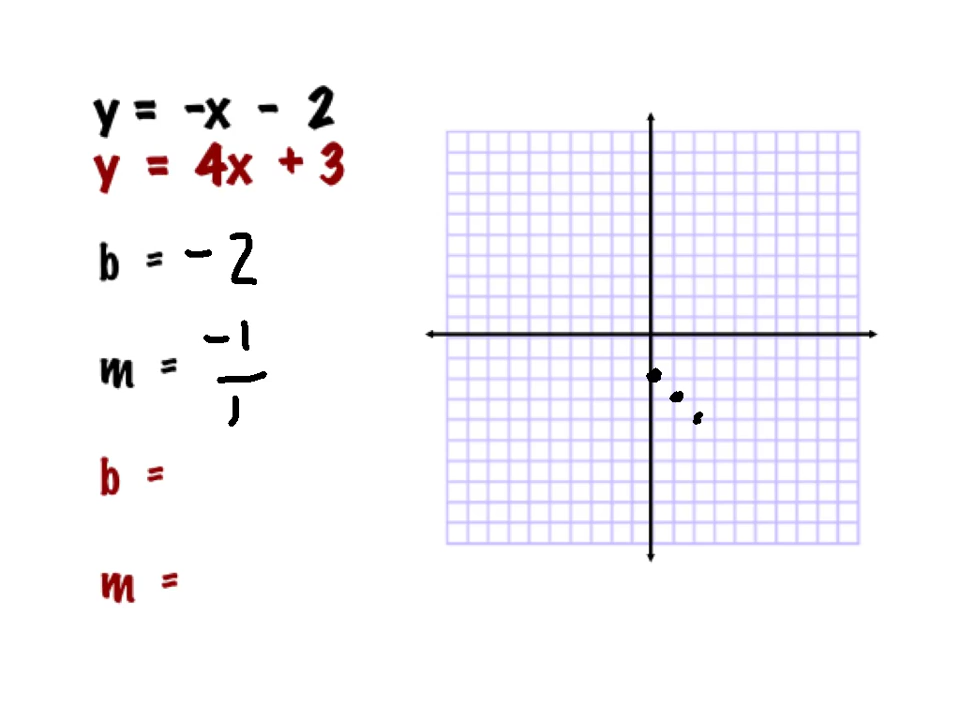 y = -x - 2
y = 4x + 3
b = -2
m = -1/1
b =
m =